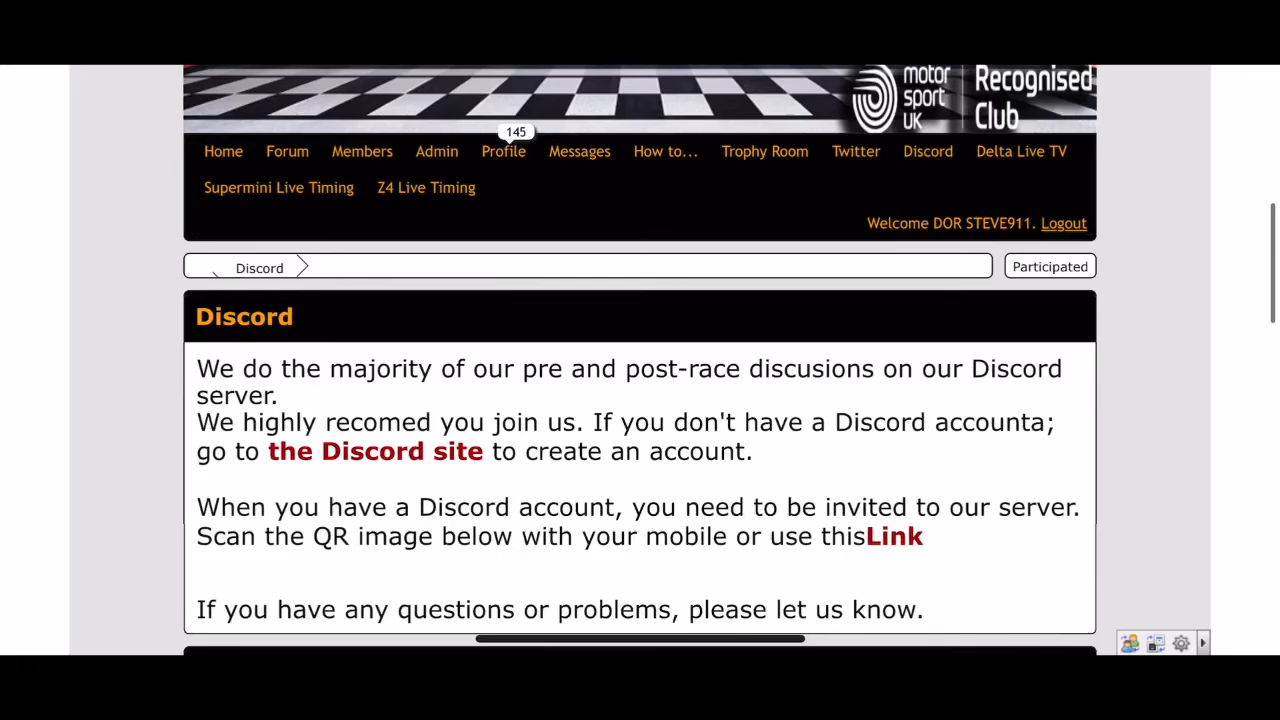 motor
sport
UK
Recognised
Club
145
Home Forum Members Admin Profile Messages How to... Trophy Room Twitter Discord Delta Live TV
Supermini Live Timing Z4 Live Timing
Welcome DOR STEVE911. Logout
Discord
Participated
Discord
We do the majority of our pre and post-race discusions on our Discord
server.
We highly recomed you join us. If you don't have a Discord accounta;
go to the Discord site to create an account.
When you have a Discord account, you need to be invited to our server.
Scan the QR image below with your mobile or use thisLink
If you have any questions or problems, please let us know.